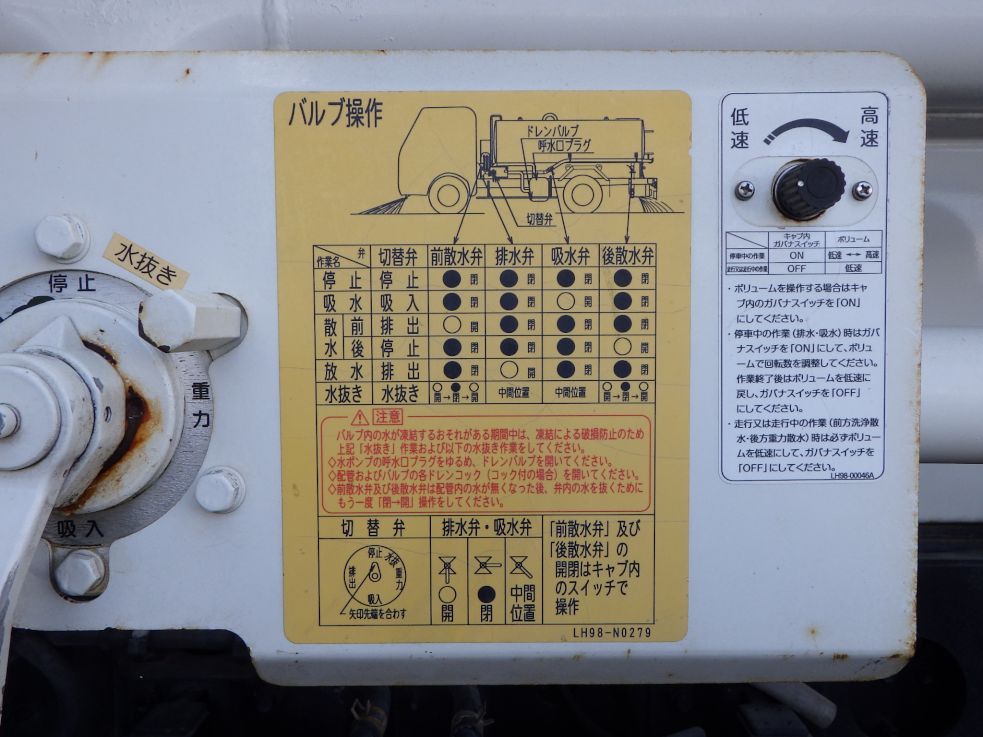 水抜き
停止
重力
吸入
バルブ操作
ドレンバルブ
呼水口プラグ
切替弁
作業名 弁 切替弁 前散水弁 排水弁 吸水弁 後散水弁
停止 停止 ●閉 ●閉 ●閉 ●閉
吸水 吸入 ●閉 ●閉 ○開 ●閉
散水 前 排出 ○開 ●閉 ●閉 ●閉
後 停止 ●閉 ●閉 ●閉 ○開
放水 排出 ●閉 ○開 ●閉 ●閉
水抜き 水抜き ○●○ 開→閉→開 中間位置 中間位置 ○●○ 開→閉→開
注意
バルブ内の水が凍結するおそれがある期間中は、凍結による破損防止のため
上記「水抜き」作業および以下の水抜き作業をしてください。
◇水ポンプの呼水口プラグをゆるめ、ドレンバルブを開いてください。
◇配管およびバルブの各ドレンコック（コック付の場合）を開いてください。
◇前散水弁及び後散水弁は配管内の水が無くなった後、弁内の水を抜くために
もう一度「閉→開」操作をしてください。
切替弁
停止
水抜
重力
吸入
排出
矢印先端を合わす
排水弁・吸水弁
○開
●閉
中間位置
「前散水弁」及び
「後散水弁」の
開閉はキャブ内
のスイッチで
操作
LH98-N0279
低速
高速
キャブ内ガバナスイッチ ボリューム
停車中の作業 ON 低速 ←→ 高速
走行又は走行中の作業 OFF 低速
・ボリュームを操作する場合はキャ
ブ内のガバナスイッチを「ON」
にしてください。
・停車中の作業（排水・吸水）時はガバ
ナスイッチを「ON」にして、ボリュー
ムで回転数を調整してください。
作業終了後はボリュームを低速に
戻し、ガバナスイッチを「OFF」
にしてください。
・走行又は走行中の作業（前方洗浄散
水・後方重力散水）時は必ずボリュー
ムを低速にして、ガバナスイッチを
「OFF」にしてください。
LH98-00046A